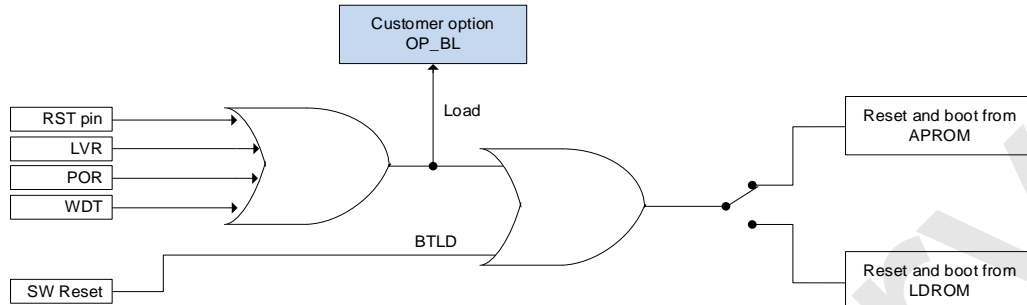 Customer option
OP_BL
Load
RST pin
LVR
POR
WDT
BTLD
SW Reset
Reset and boot from
APROM
Reset and boot from
LDROM